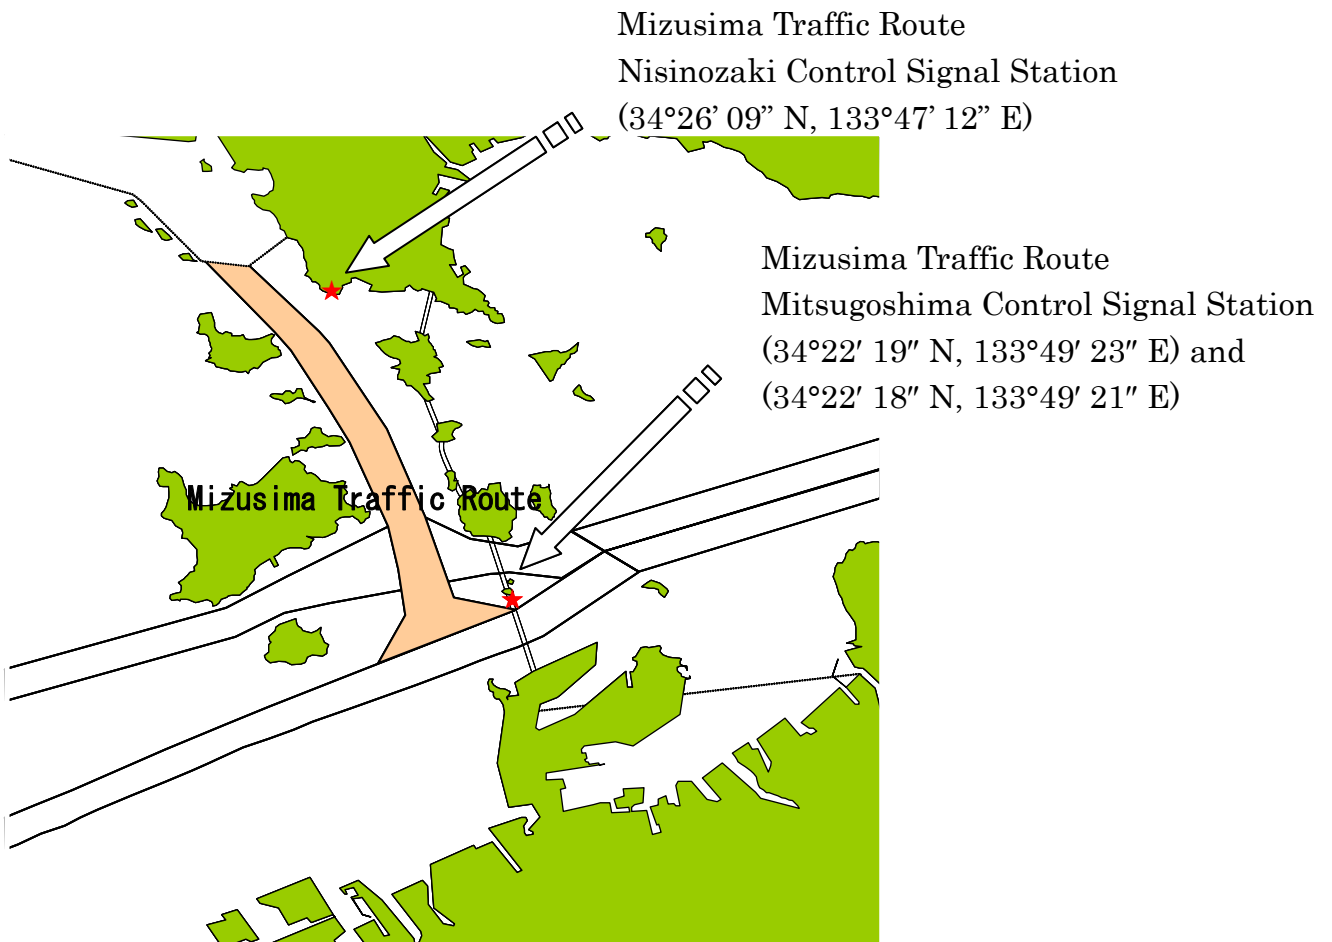 Mizusima Traffic Route
Nisinozaki Control Signal Station
(34°26’ 09” N, 133°47’ 12” E)
Mizusima Traffic Route
Mitsugoshima Control Signal Station
(34°22′ 19″ N, 133°49′ 23″ E) and
(34°22′ 18″ N, 133°49′ 21″ E)
Mizusima Traffic Route